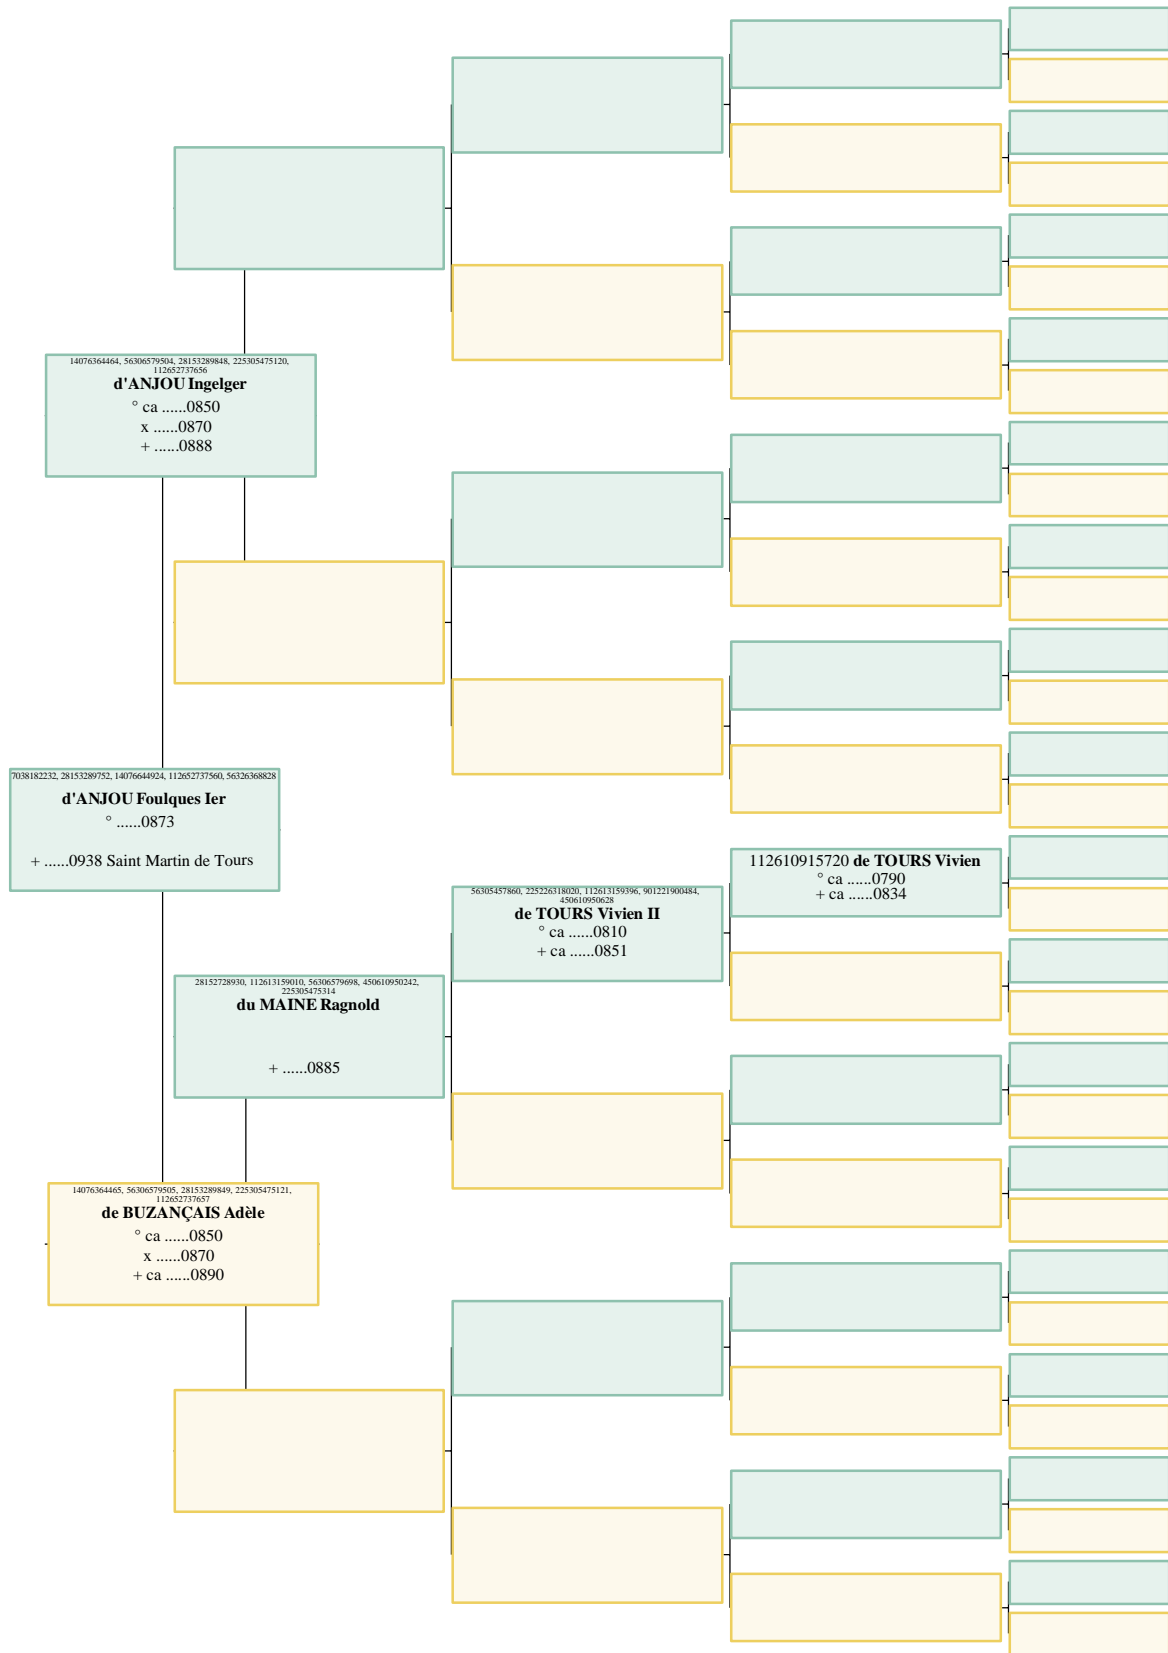 14076364464, 56306579504, 28153289848, 225305475120,
112652737656
d'ANJOU Ingelger
° ca ......0850
x ......0870
+ ......0888
7038182232, 28153289752, 14076644924, 112652737560, 56326368828
d'ANJOU Foulques Ier
° ......0873
+ ......0938 Saint Martin de Tours
56305457860, 225226318020, 112613159396, 901221900484,
450610950628
de TOURS Vivien II
° ca ......0810
+ ca ......0851
112610915720 de TOURS Vivien
° ca ......0790
+ ca ......0834
28152728930, 112613159010, 56306579698, 450610950242,
225305475314
du MAINE Ragnold
+ ......0885
14076364465, 56306579505, 28153289849, 225305475121,
112652737657
de BUZANÇAIS Adèle
° ca ......0850
x ......0870
+ ca ......0890